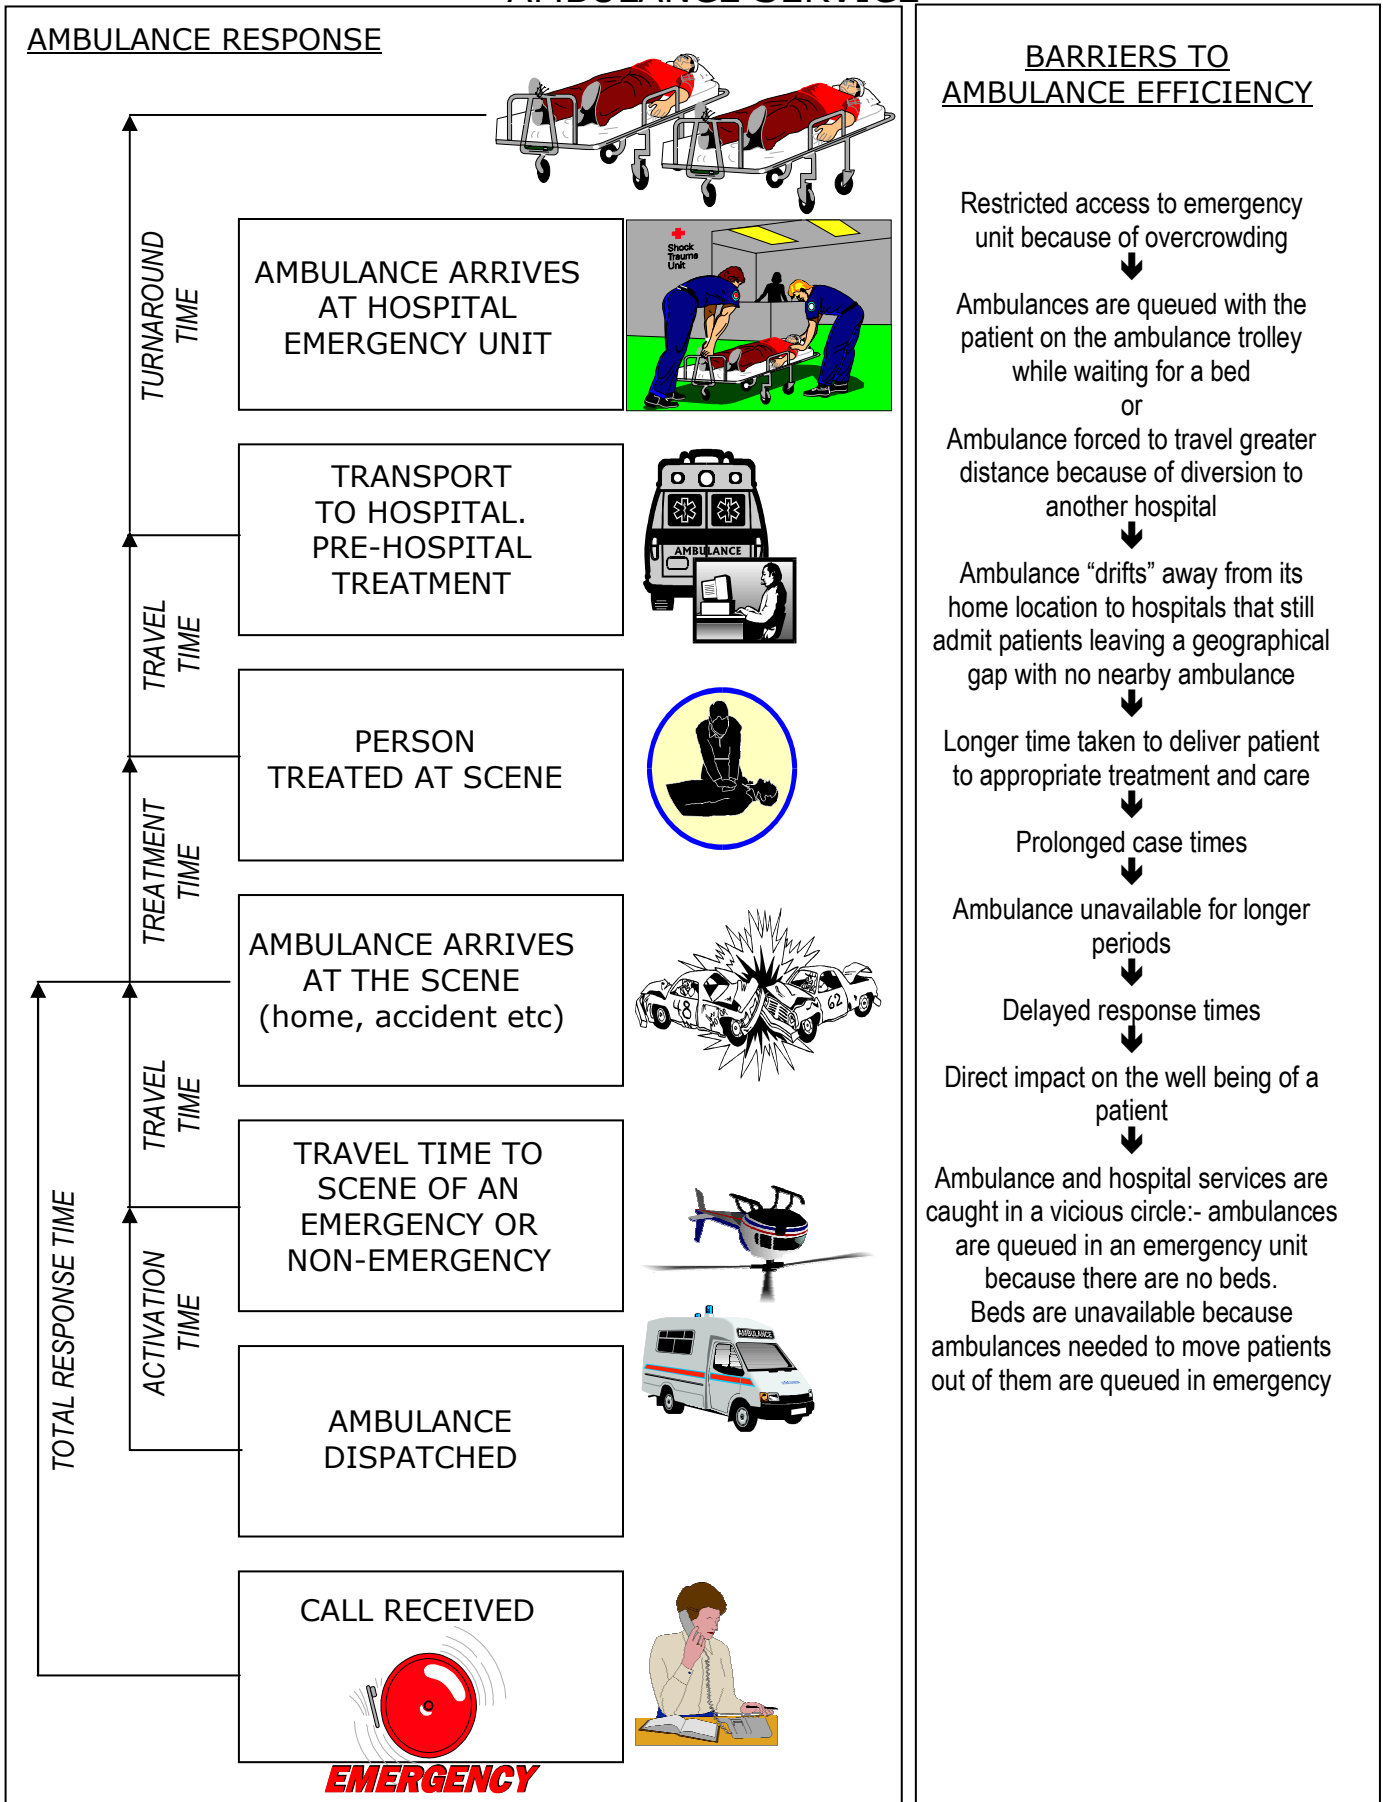 AMBULANCE SERVICE
AMBULANCE RESPONSE
TURNAROUND
TIME
AMBULANCE ARRIVES
AT HOSPITAL
EMERGENCY UNIT
Shock
Trauma
Unit
TRANSPORT
TO HOSPITAL.
PRE-HOSPITAL
TREATMENT
AMBULANCE
TRAVEL
TIME
PERSON
TREATED AT SCENE
TREATMENT
TIME
AMBULANCE ARRIVES
AT THE SCENE
(home, accident etc)
48
62
TRAVEL
TIME
TRAVEL TIME TO
SCENE OF AN
EMERGENCY OR
NON-EMERGENCY
TOTAL RESPONSE TIME
ACTIVATION
TIME
AMBULANCE
DISPATCHED
AMBULANCE
CALL RECEIVED
EMERGENCY
BARRIERS TO
AMBULANCE EFFICIENCY
Restricted access to emergency
unit because of overcrowding
Ambulances are queued with the
patient on the ambulance trolley
while waiting for a bed
or
Ambulance forced to travel greater
distance because of diversion to
another hospital
Ambulance “drifts” away from its
home location to hospitals that still
admit patients leaving a geographical
gap with no nearby ambulance
Longer time taken to deliver patient
to appropriate treatment and care
Prolonged case times
Ambulance unavailable for longer
periods
Delayed response times
Direct impact on the well being of a
patient
Ambulance and hospital services are
caught in a vicious circle:- ambulances
are queued in an emergency unit
because there are no beds.
Beds are unavailable because
ambulances needed to move patients
out of them are queued in emergency